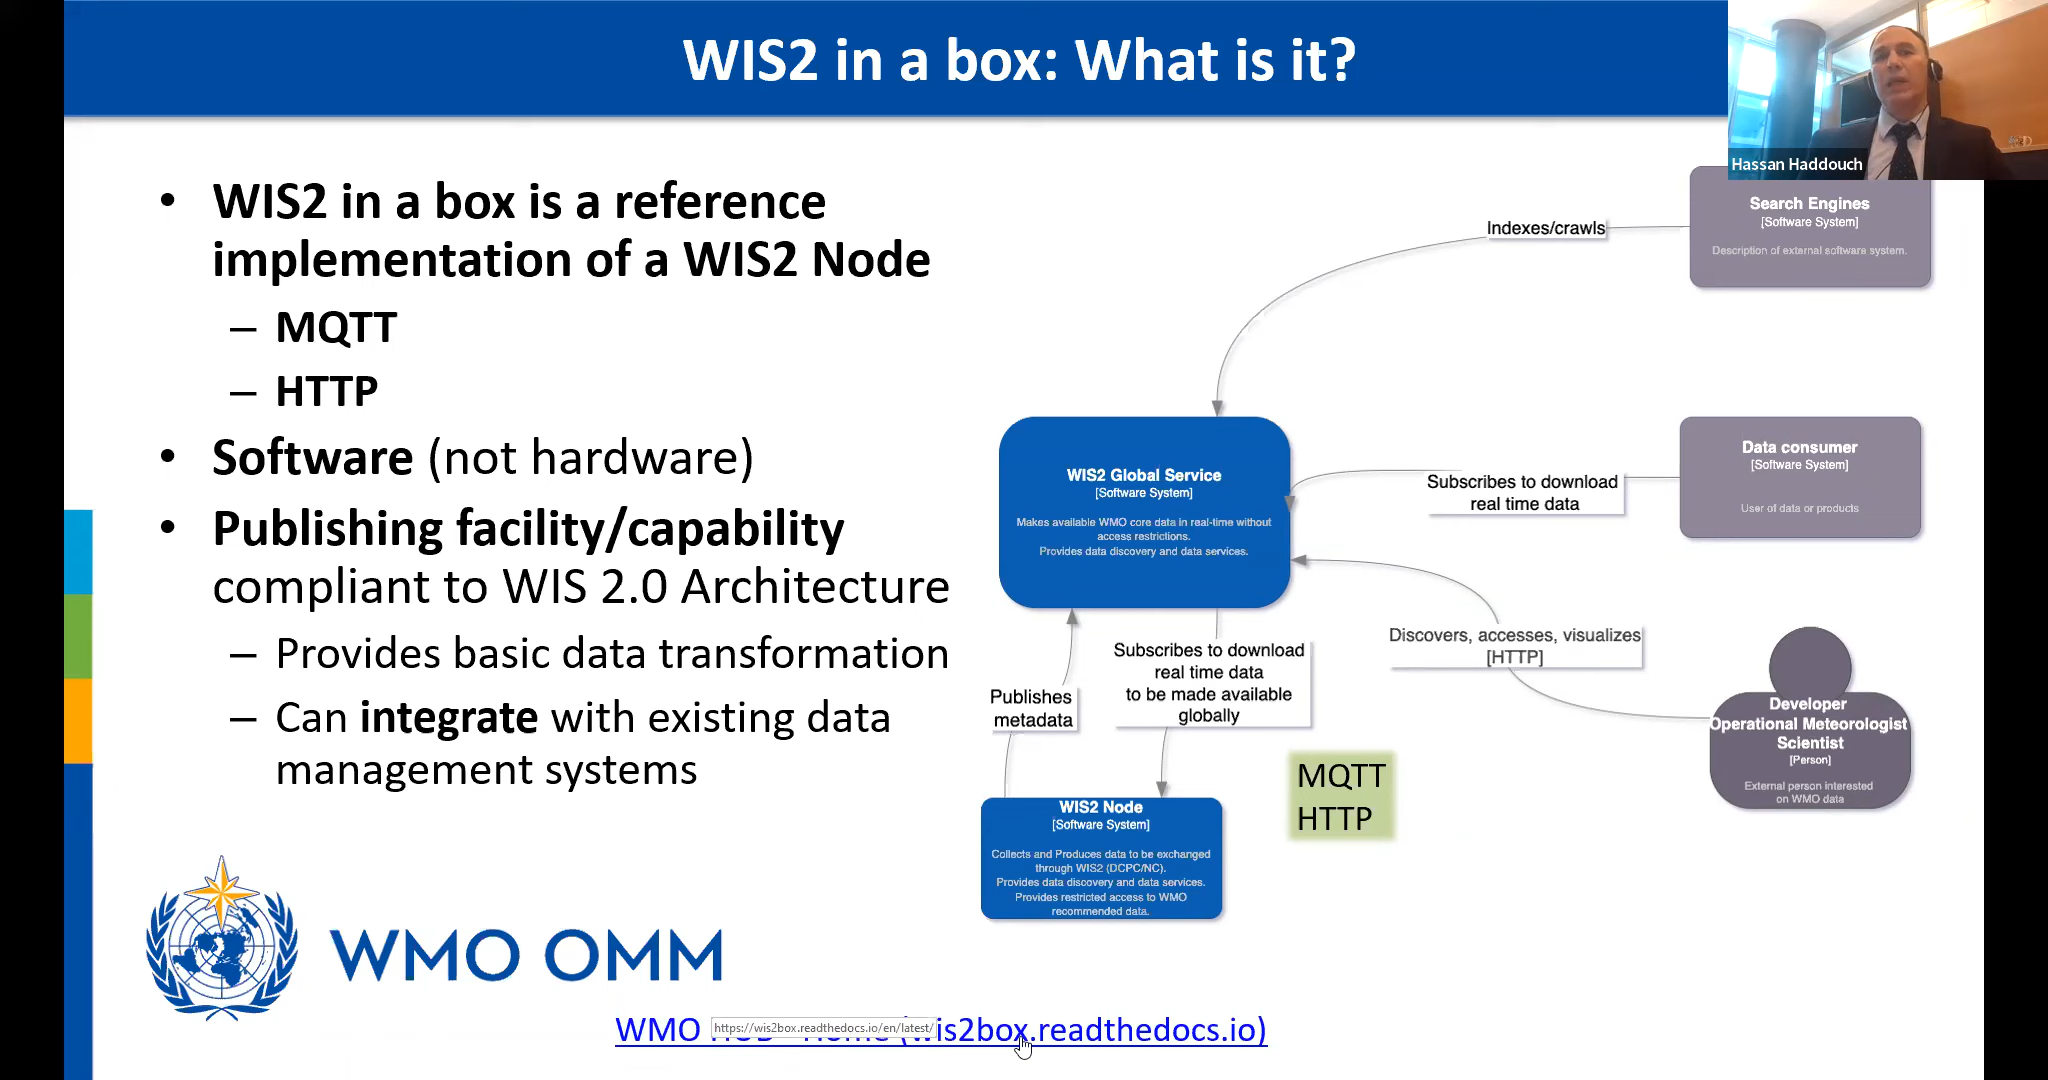 WIS2 in a box: What is it?
Hassan Haddouch
• WIS2 in a box is a reference
implementation of a WIS2 Node
– MQTT
– HTTP
• Software (not hardware)
• Publishing facility/capability
compliant to WIS 2.0 Architecture
– Provides basic data transformation
– Can integrate with existing data
management systems
WMO OMM
Search Engines
[Software System]
Description of external software system.
Indexes/crawls
WIS2 Global Service
[Software System]
Makes available WMO core data in real-time without
access restrictions.
Provides data discovery and data services.
Data consumer
[Software System]
User of data or products
Subscribes to download
real time data
Discovers, accesses, visualizes
[HTTP]
Developer
Operational Meteorologist
Scientist
[Person]
External person interested
on WMO data
Publishes
metadata
Subscribes to download
real time data
to be made available
globally
MQTT
HTTP
WIS2 Node
[Software System]
Collects and Produces data to be exchanged
through WIS2 (DCPC/NC).
Provides data discovery and data services.
Provides restricted access to WMO
recommended data.
WMO (wis2box.readthedocs.io)
https://wis2box.readthedocs.io/en/latest/